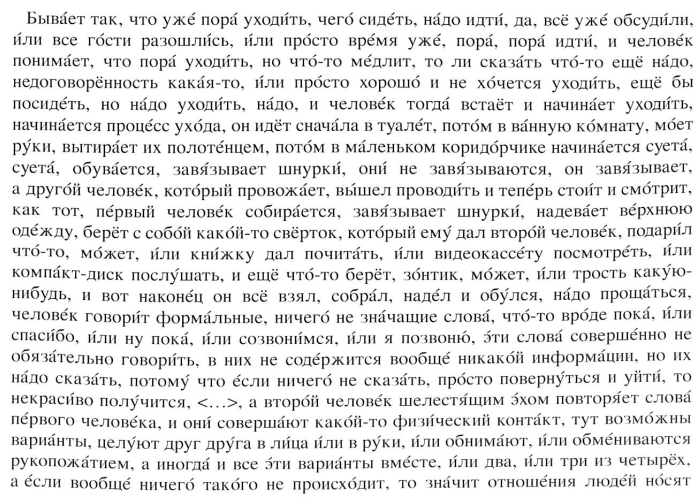 Быва́ет так, что уже́ пора́ уходи́ть, чего́ сиде́ть, на́до идти́, да, всё уже́ обсуди́ли,
и́ли все го́сти разошли́сь, и́ли про́сто вре́мя уже́, пора́, пора́ идти́, и челове́к
понима́ет, что пора́ уходи́ть, но что́-то ме́длит, то ли сказа́ть что́-то ещё на́до,
недоговорённость кака́я-то, и́ли про́сто хорошо́ и не хо́чется уходи́ть, ещё бы
посиде́ть, но на́до уходи́ть, на́до, и челове́к тогда́ встаёт и начина́ет уходи́ть,
начина́ется проце́сс ухо́да, он идёт снача́ла в туале́т, пото́м в ва́нную ко́мнату, мо́ет
ру́ки, вытира́ет их полоте́нцем, пото́м в ма́леньком коридо́рчике начина́ется суета́,
суета́, обува́ется, завя́зывает шнурки́, они́ не завя́зываются, он завя́зывает,
а друго́й челове́к, кото́рый провожа́ет, вы́шел проводи́ть и тепе́рь стои́т и смо́трит,
как тот, пе́рвый челове́к собира́ется, завя́зывает шнурки́, надева́ет ве́рхнюю
оде́жду, берёт с собо́й како́й-то свёрток, кото́рый ему́ дал второ́й челове́к, подари́л
что́-то, мо́жет, и́ли кни́жку дал почита́ть, и́ли видеокассе́ту посмотре́ть, и́ли
компа́кт-диск послу́шать, и ещё что́-то берёт, зо́нтик, мо́жет, и́ли трость каку́ю-
нибудь, и вот наконе́ц он всё взял, собра́л, наде́л и обу́лся, на́до проща́ться,
челове́к говори́т форма́льные, ничего́ не зна́чащие слова́, что́-то вро́де пока́, и́ли
спаси́бо, и́ли ну пока́, и́ли созвони́мся, и́ли я позвоню́, э́ти слова́ соверше́нно не
обяза́тельно говори́ть, в них не соде́ржится вообще́ никако́й информа́ции, но их
на́до сказа́ть, потому́ что е́сли ничего́ не сказа́ть, про́сто поверну́ться и уйти́, то
некраси́во полу́чится, <…>, а второ́й челове́к шелестя́щим э́хом повторя́ет слова́
пе́рвого челове́ка, и они́ соверша́ют како́й-то физи́ческий конта́кт, тут возмо́жны
вариа́нты, целу́ют друг дру́га в ли́ца и́ли в ру́ки, и́ли обнима́ют, и́ли обме́ниваются
рукопожа́тием, а иногда́ и все э́ти вариа́нты вме́сте, и́ли два, и́ли три из четырёх,
а е́сли вообще́ ничего́ тако́го не происхо́дит, то зна́чит отноше́ния люде́й но́сят